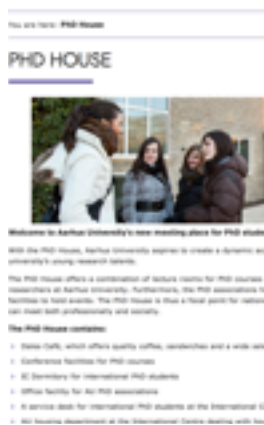 You are here: PhD House
PHD HOUSE
Welcome to Aarhus University's new meeting place for PhD stude
With the PhD House, Aarhus University aspires to create a dynamic
university's young research talents.
The PhD House offers a combination of lecture rooms for PhD courses
researchers at Aarhus University. Furthermore, the PhD associations
facilities to hold events. The PhD House is thus a focal point for
can meet both professionally and socially.
The PhD House contains:
Dales Café, which offers quality coffee, sandwiches and a wide
Conference facilities for PhD courses
IC Dormitory for international PhD students
Office facility for AU PhD associations
A service desk for international PhD students at the International C
AU housing department at the International Centre dealing with